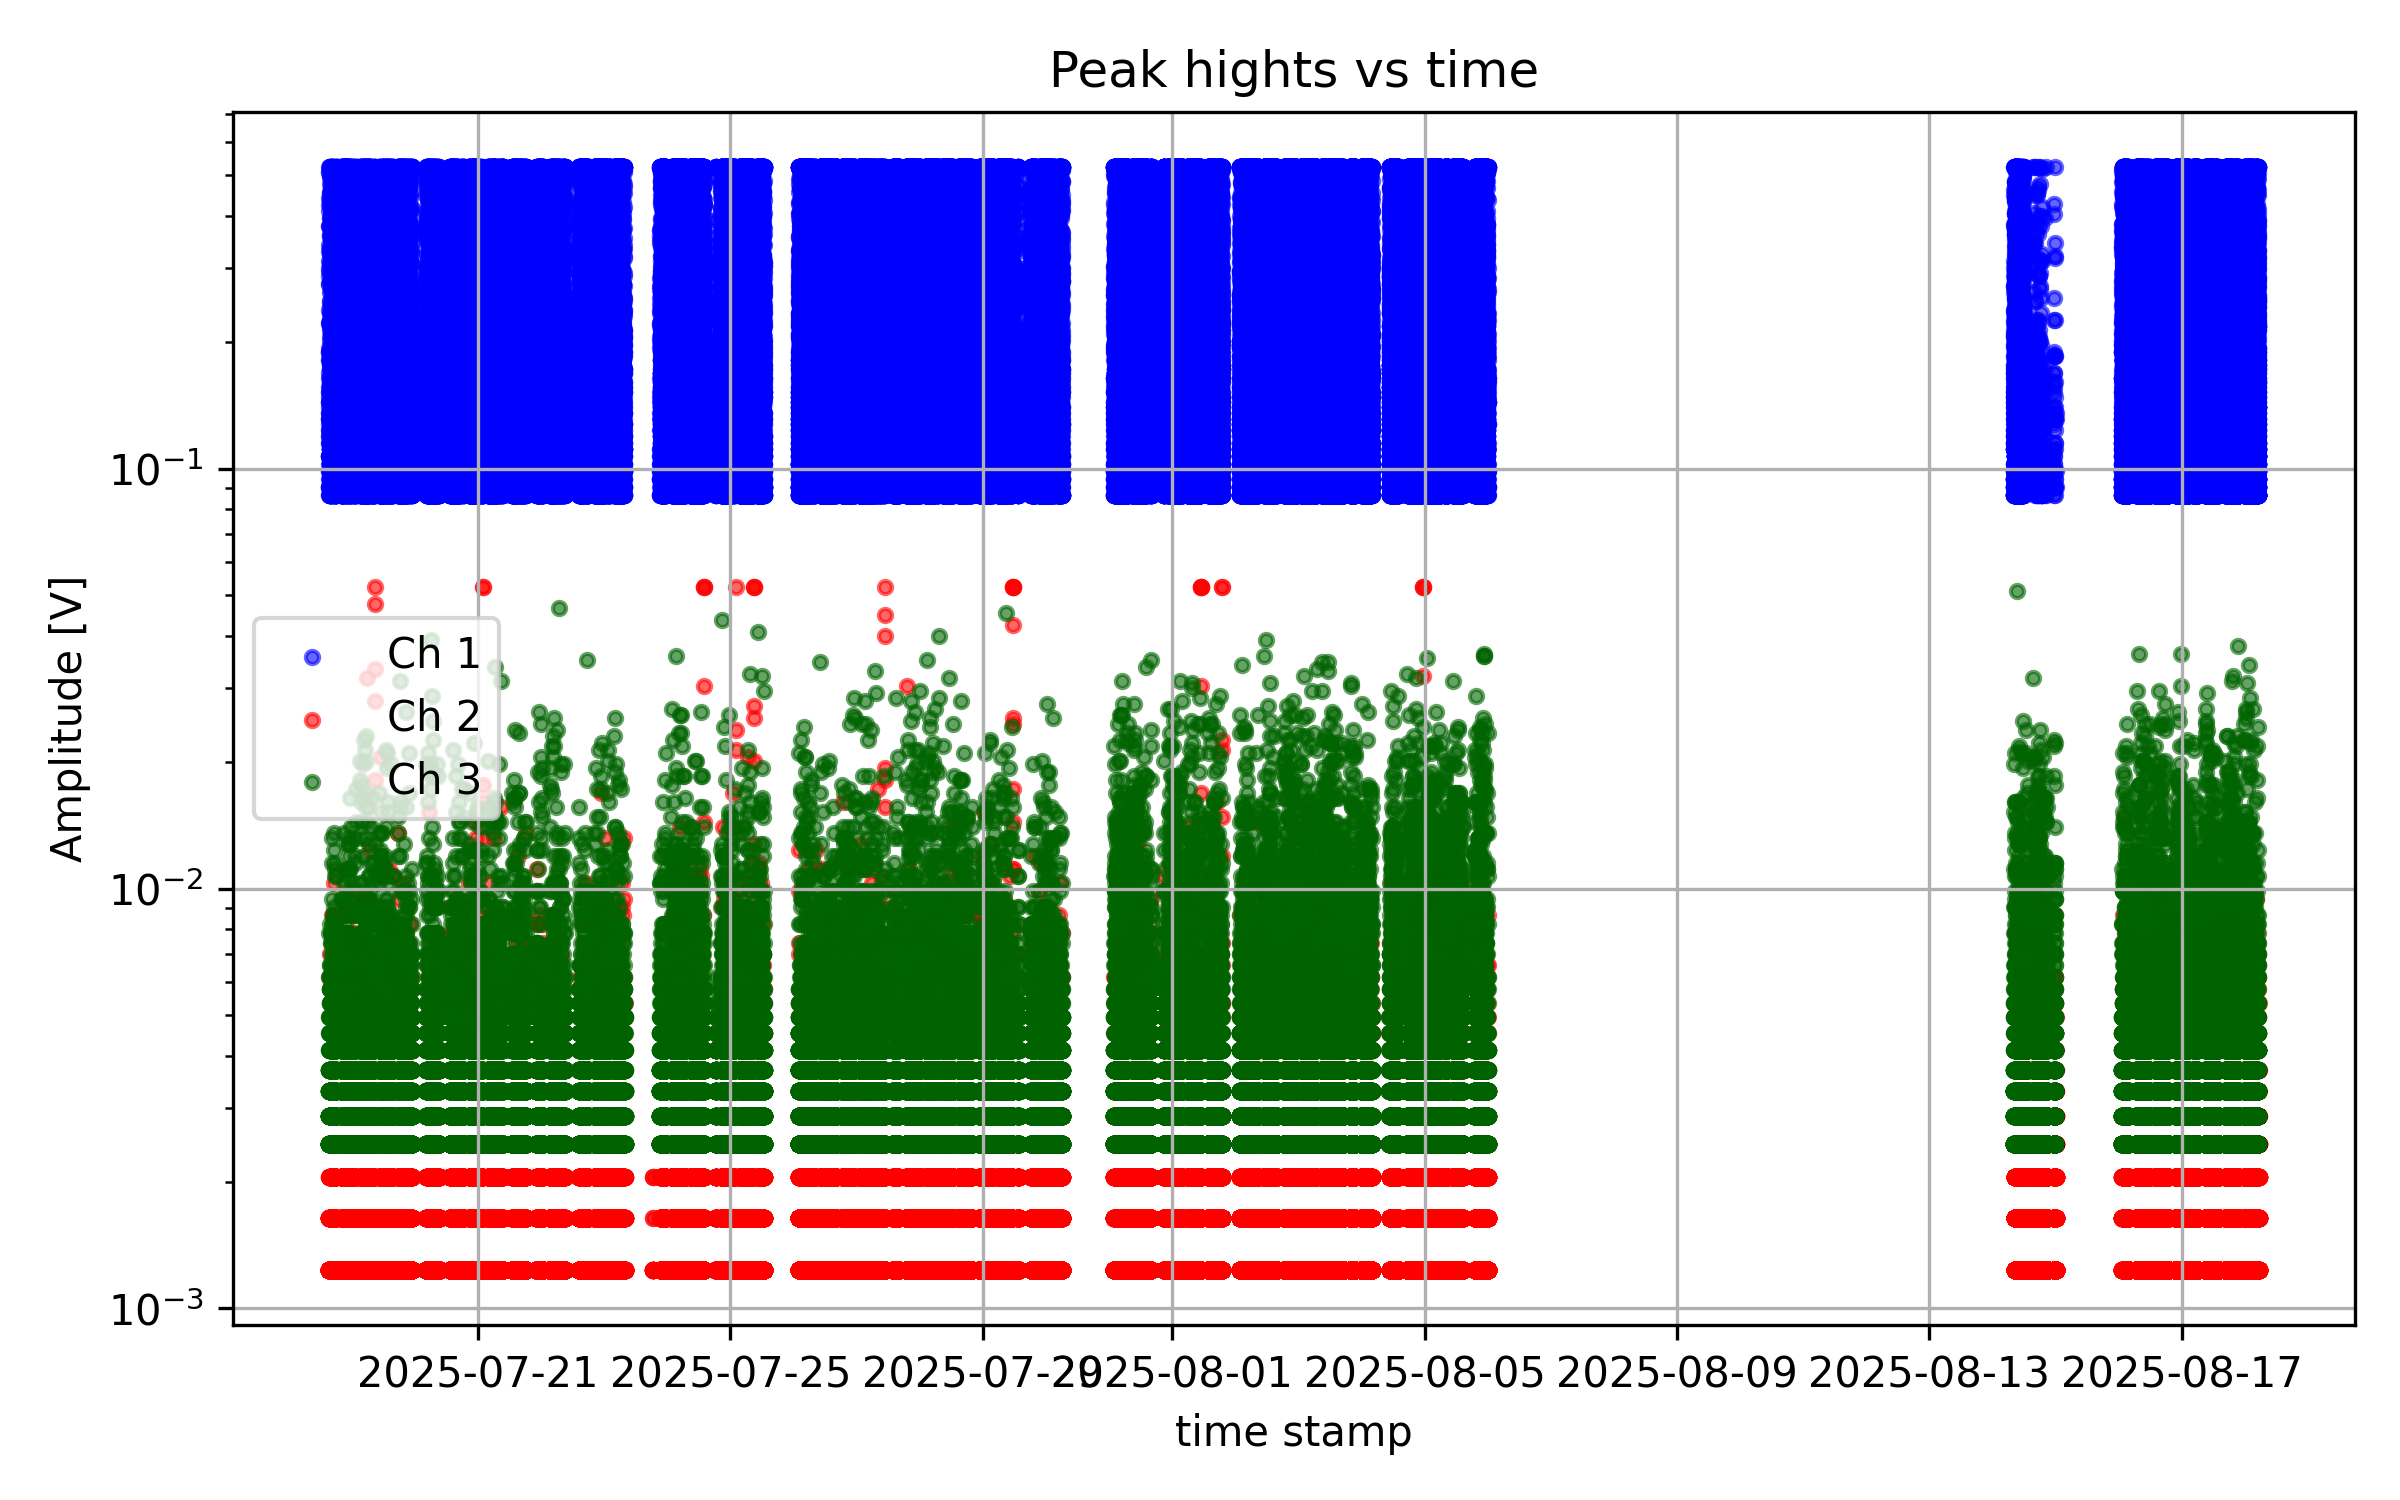 Peak hights vs time
Amplitude [V]
10⁻¹
10⁻²
10⁻³
Ch 1
Ch 2
Ch 3
2025-07-21 2025-07-25 2025-07-29 2025-08-01 2025-08-05 2025-08-09 2025-08-13 2025-08-17
time stamp